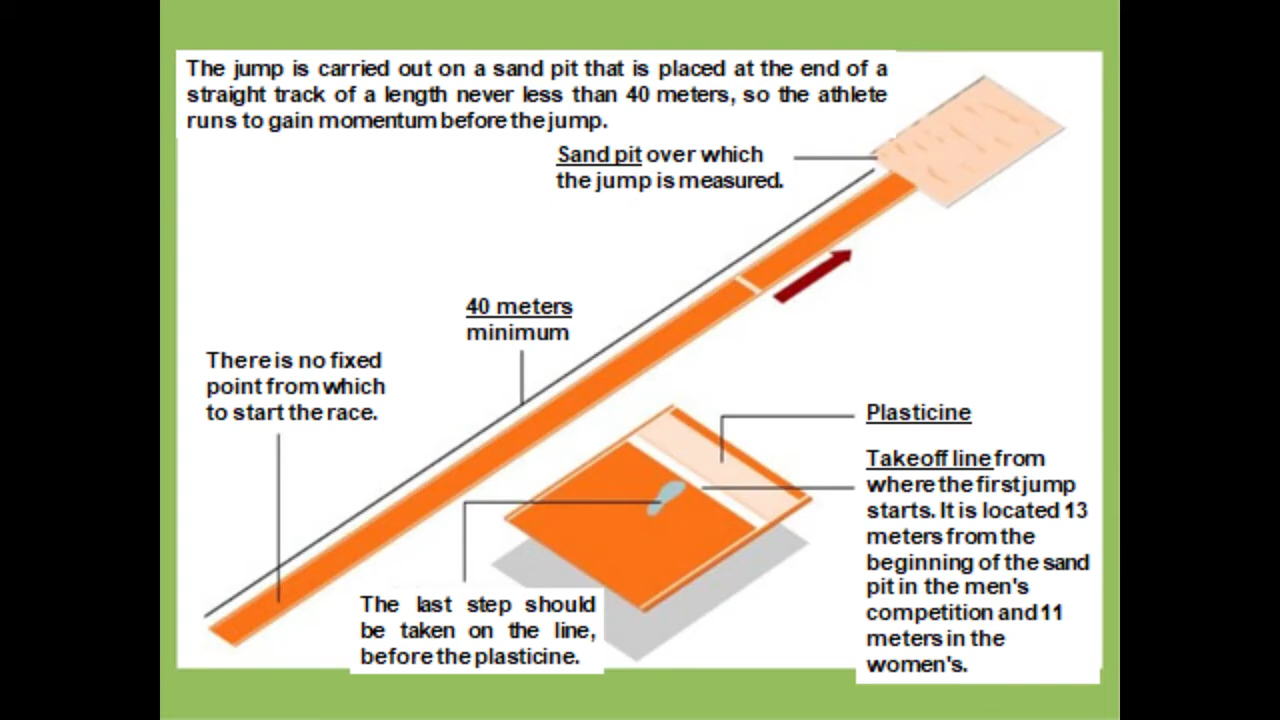 The jump is carried out on a sand pit that is placed at the end of a
straight track of a length never less than 40 meters, so the athlete
runs to gain momentum before the jump.
Sand pit over which
the jump is measured.
40 meters
minimum
There is no fixed
point from which
to start the race.
Plasticine
Takeoff line from
where the first jump
starts. It is located 13
meters from the
beginning of the sand
pit in the men's
competition and 11
meters in the
women's.
The last step should
be taken on the line,
before the plasticine.